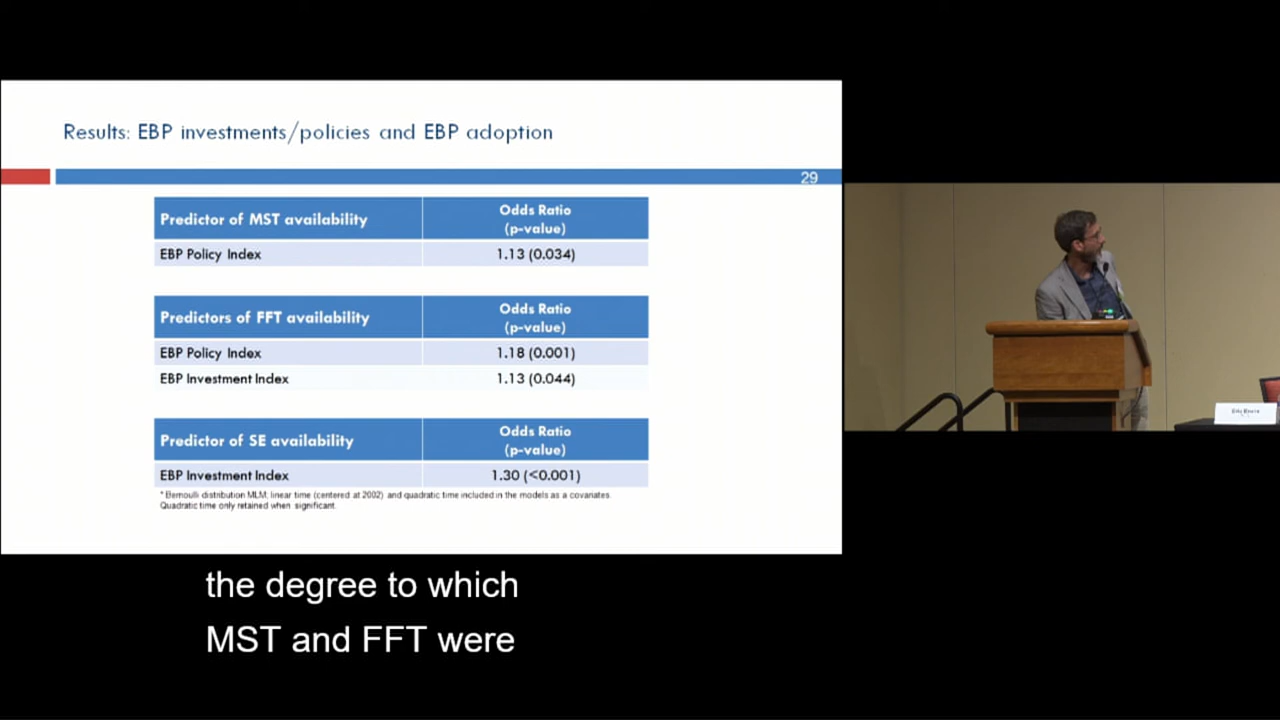 Results: EBP investments/policies and EBP adoption
29
Predictor of MST availability
Odds Ratio
(p-value)
EBP Policy Index
1.13 (0.034)
Predictors of FFT availability
Odds Ratio
(p-value)
EBP Policy Index
1.18 (0.001)
EBP Investment Index
1.13 (0.044)
Predictor of SE availability
Odds Ratio
(p-value)
EBP Investment Index
1.30 (<0.001)
* Bernoulli distribution MLM; linear time (centered at 2002) and quadratic time included in the models as a covariates.
Quadratic time only retained when significant.
the degree to which
MST and FFT were